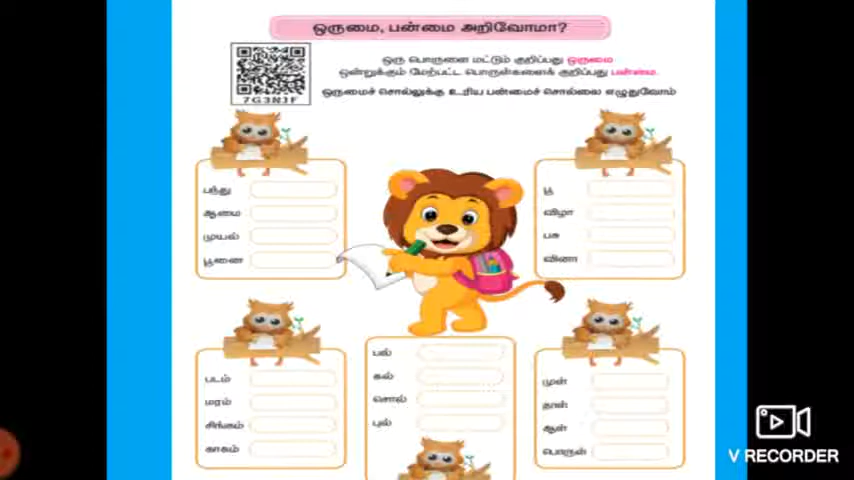 ஒருமை, பன்மை அறிவோமா?
ஒரு பொருளை மட்டும் குறிப்பது ஒருமை
ஒன்றுக்கும் மேற்பட்ட பொருள்களைக் குறிப்பது பன்மை.
7G3N3F
ஒருமைச் சொல்லுக்கு உரிய பன்மைச் சொல்லை எழுதுவோம்
பந்து
ஆமை
முயல்
பூனை
பூ
விழா
பசு
வினா
படம்
மரம்
சிங்கம்
காகம்
பல்
கல்
சொல்
புல்
முள்
தாள்
ஆள்
பொருள்
V RECORDER